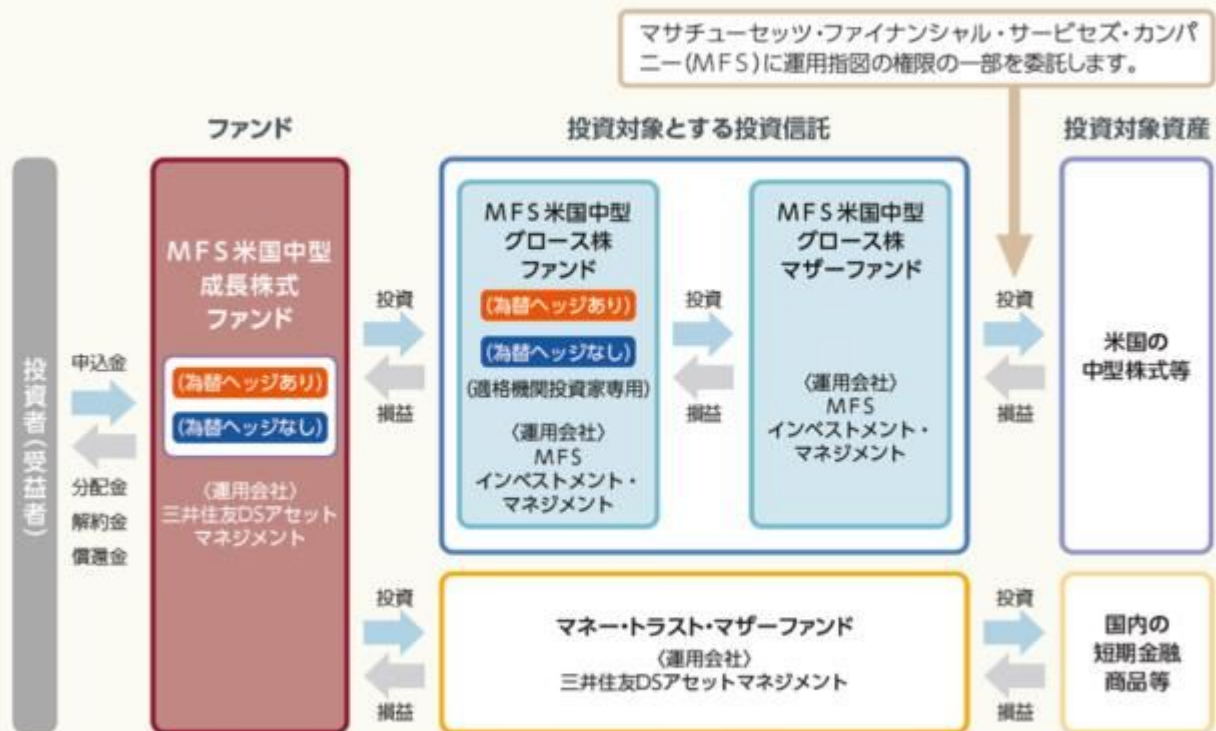 マサチューセッツ・ファイナンシャル・サービセズ・カンパ
ニー(MFS)に運用指図の権限の一部を委託します。
ファンド
投資対象とする投資信託
投資対象資産
投資者(受益者)
申込金
分配金
解約金
償還金
MFS米国中型
成長株式
ファンド
(為替ヘッジあり)
(為替ヘッジなし)
〈運用会社〉
三井住友DSアセット
マネジメント
投資
損益
MFS米国中型
グロース株
ファンド
(為替ヘッジあり)
(為替ヘッジなし)
(適格機関投資家専用)
〈運用会社〉
MFS
インベストメント・
マネジメント
投資
損益
MFS米国中型
グロース株
マザーファンド
〈運用会社〉
MFS
インベストメント・
マネジメント
投資
損益
米国の
中型株式等
投資
損益
マネー・トラスト・マザーファンド
〈運用会社〉
三井住友DSアセットマネジメント
投資
損益
国内の
短期金融
商品等